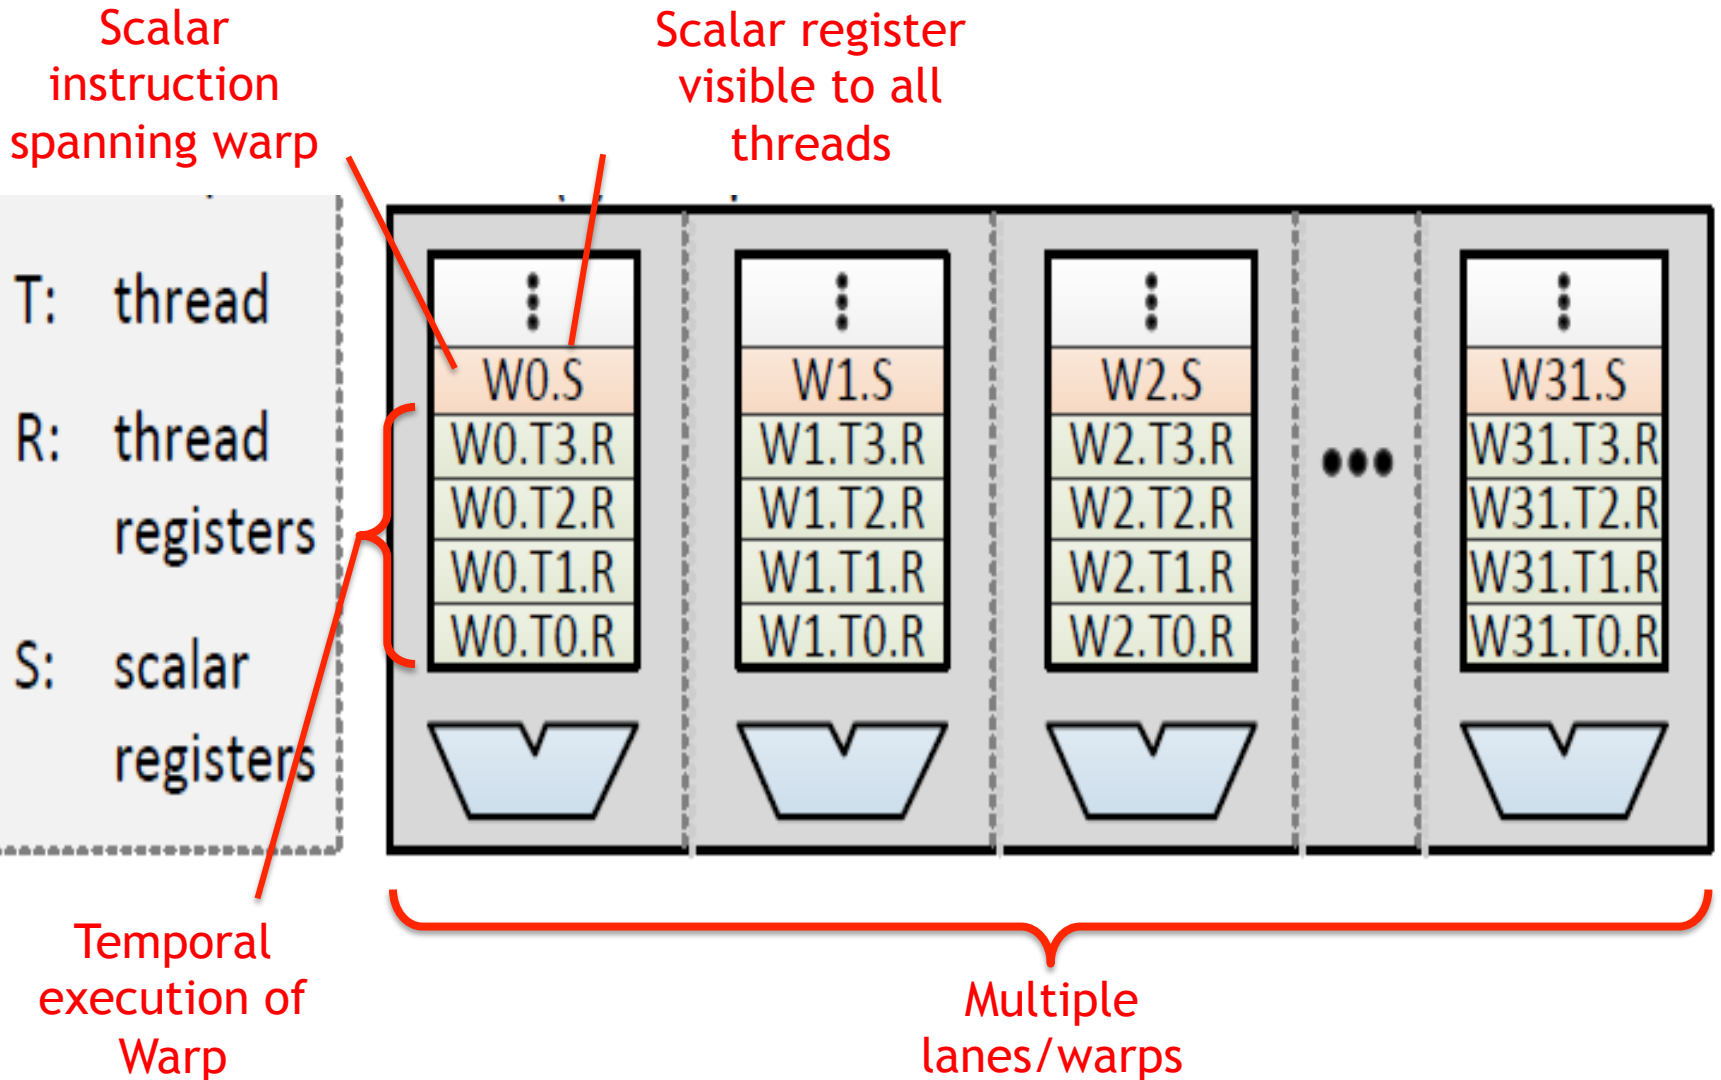 Scalar
instruction
spanning warp
Scalar register
visible to all
threads
T: thread
R: thread
registers
S: scalar
registers
W0.S
W0.T3.R
W0.T2.R
W0.T1.R
W0.T0.R
W1.S
W1.T3.R
W1.T2.R
W1.T1.R
W1.T0.R
W2.S
W2.T3.R
W2.T2.R
W2.T1.R
W2.T0.R
W31.S
W31.T3.R
W31.T2.R
W31.T1.R
W31.T0.R
Temporal
execution of
Warp
Multiple
lanes/warps